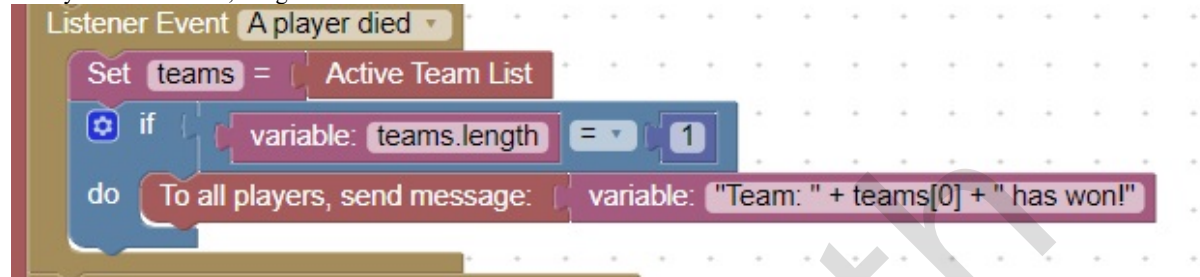 Listener Event A player died
Set teams = Active Team List
if variable: teams.length = 1
do To all players, send message: variable: "Team: " + teams[0] + " has won!"